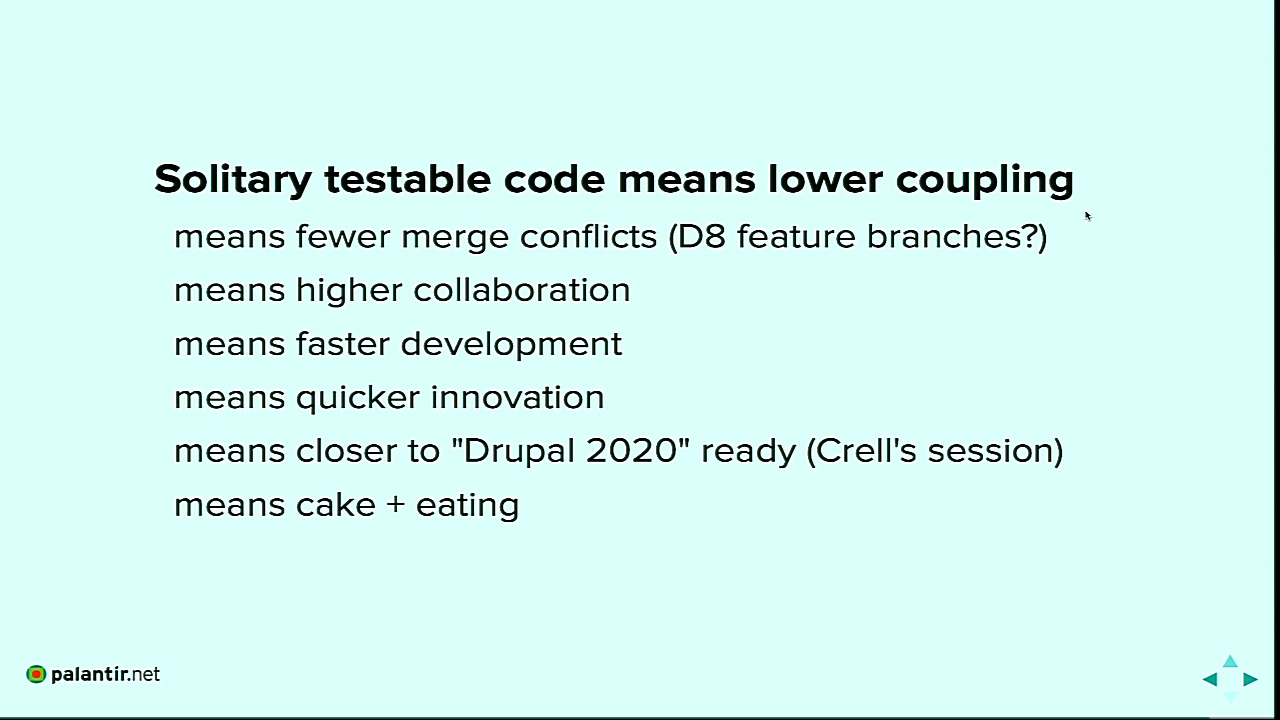 Solitary testable code means lower coupling
means fewer merge conflicts (D8 feature branches?)
means higher collaboration
means faster development
means quicker innovation
means closer to "Drupal 2020" ready (Crell's session)
means cake + eating
palantir.net